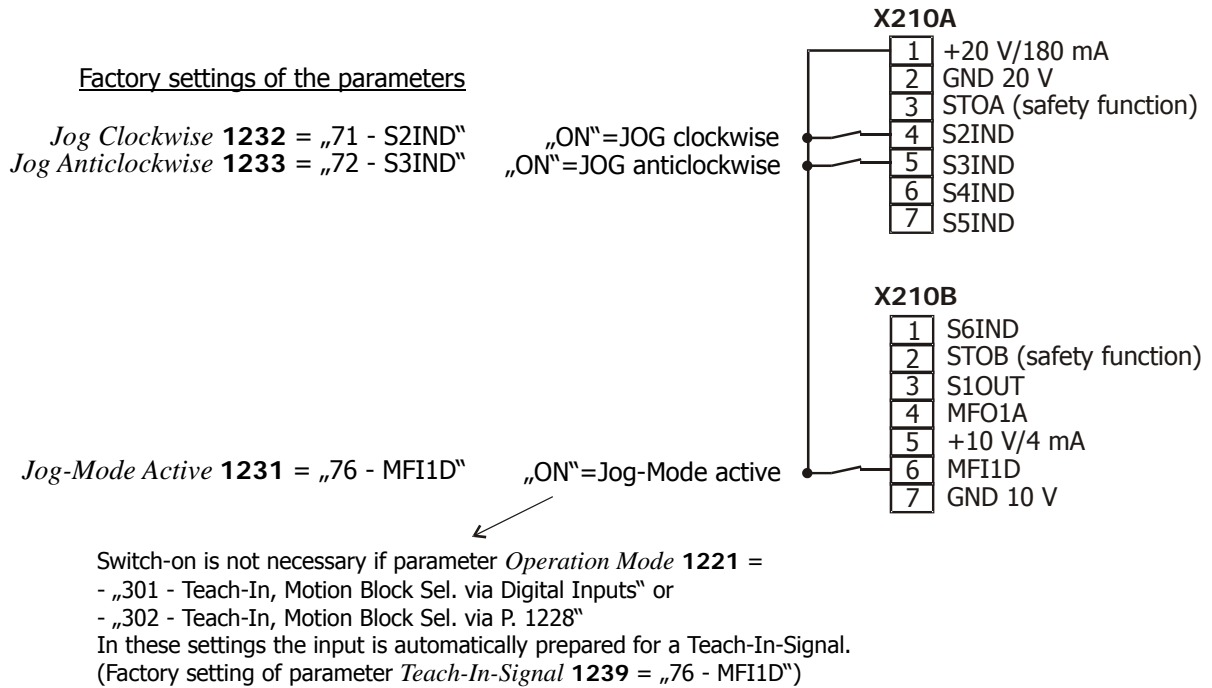 X210A
1 +20 V/180 mA
2 GND 20 V
3 STOA (safety function)
4 S2IND
5 S3IND
6 S4IND
7 S5IND
Factory settings of the parameters
Jog Clockwise 1232 = „71 - S2IND“ „ON“=JOG clockwise
Jog Anticlockwise 1233 = „72 - S3IND“ „ON“=JOG anticlockwise
X210B
1 S6IND
2 STOB (safety function)
3 S1OUT
4 MFO1A
5 +10 V/4 mA
6 MFI1D
7 GND 10 V
Jog-Mode Active 1231 = „76 - MFI1D“ „ON“=Jog-Mode active
Switch-on is not necessary if parameter Operation Mode 1221 =
- „301 - Teach-In, Motion Block Sel. via Digital Inputs“ or
- „302 - Teach-In, Motion Block Sel. via P. 1228“
In these settings the input is automatically prepared for a Teach-In-Signal.
(Factory setting of parameter Teach-In-Signal 1239 = „76 - MFI1D“)